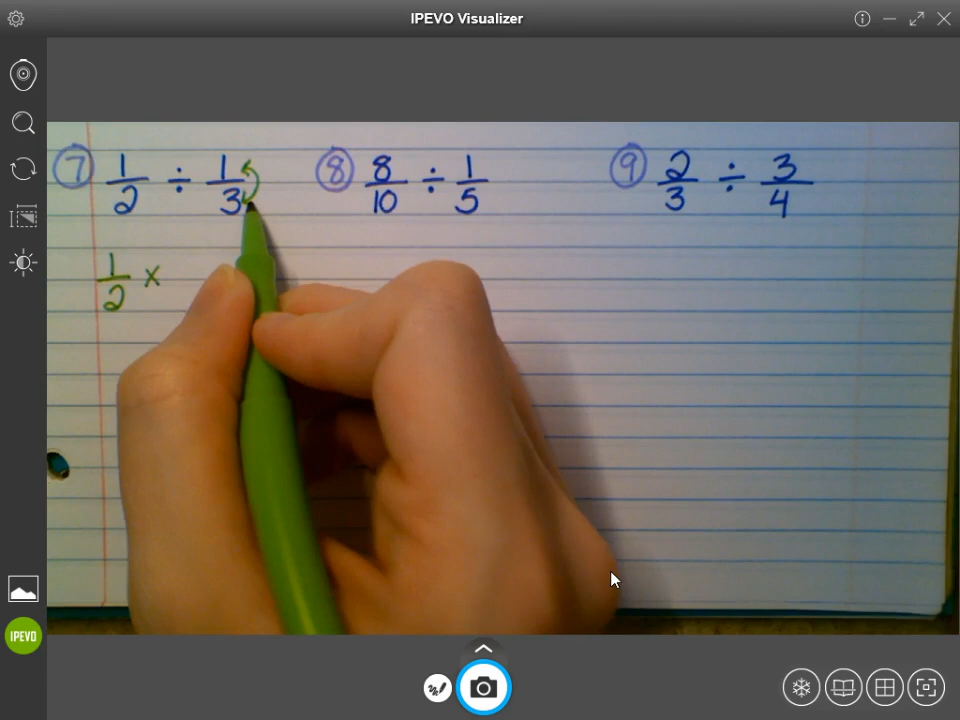 IPEVO Visualizer
⑦ 1/2 ÷ 1/3 ⑧ 8/10 ÷ 1/5 ⑨ 2/3 ÷ 3/4
1/2 ×
IPEVO